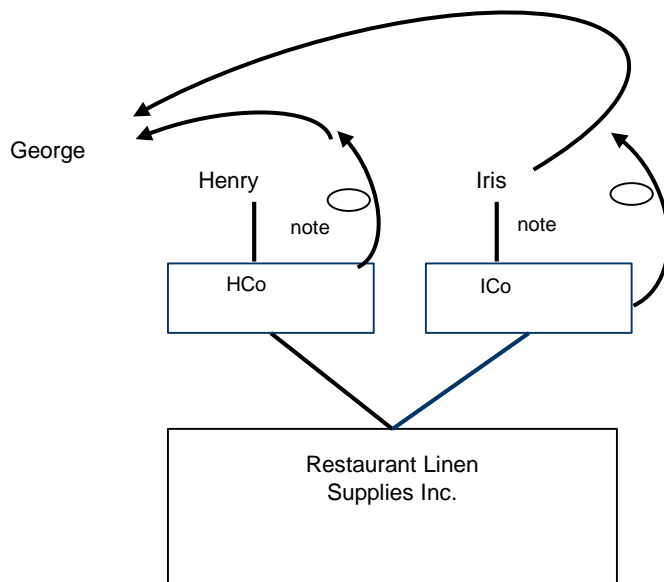 George
Henry
Iris
note
note
HCo
ICo
Restaurant Linen
Supplies Inc.